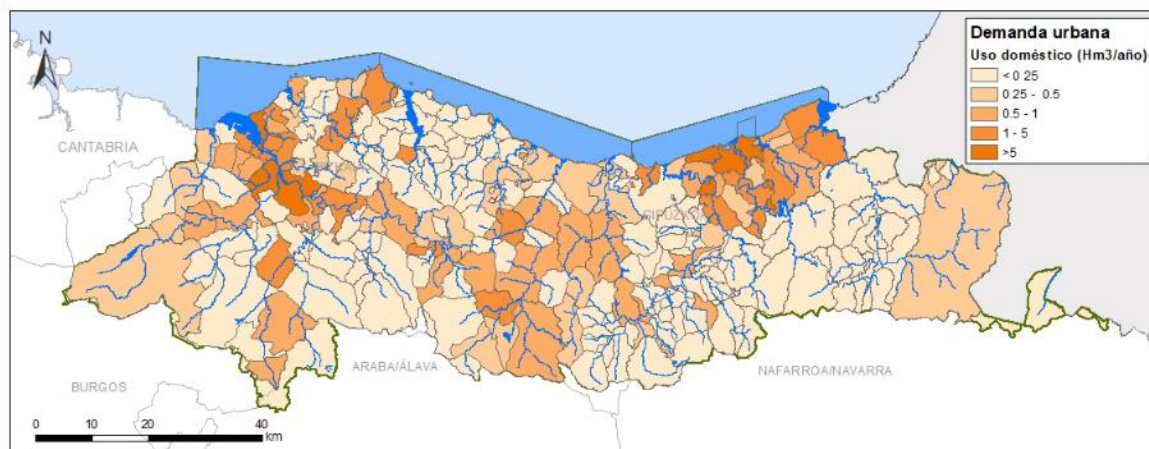 Demanda urbana
Uso doméstico (Hm3/año)
< 0 25
0 25 - 0.5
0.5 - 1
1 - 5
>5
N
CANTABRIA
BURGOS
ARABA/ÁLAVA
NAFARROA/NAVARRA
0 10 20 40
km